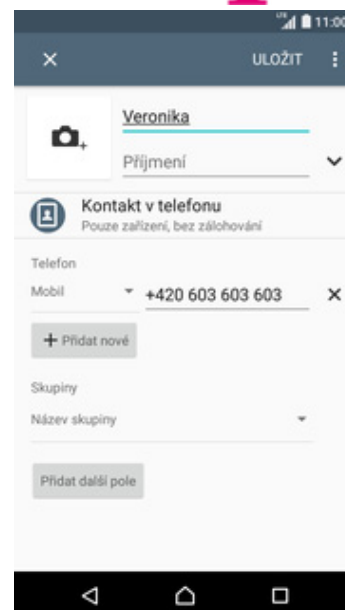 LTE 11:00
ULOŽIT
Veronika
Příjmení
Kontakt v telefonu
Pouze zařízení, bez zálohování
Telefon
Mobil +420 603 603 603
+ Přidat nové
Skupiny
Název skupiny
Přidat další pole